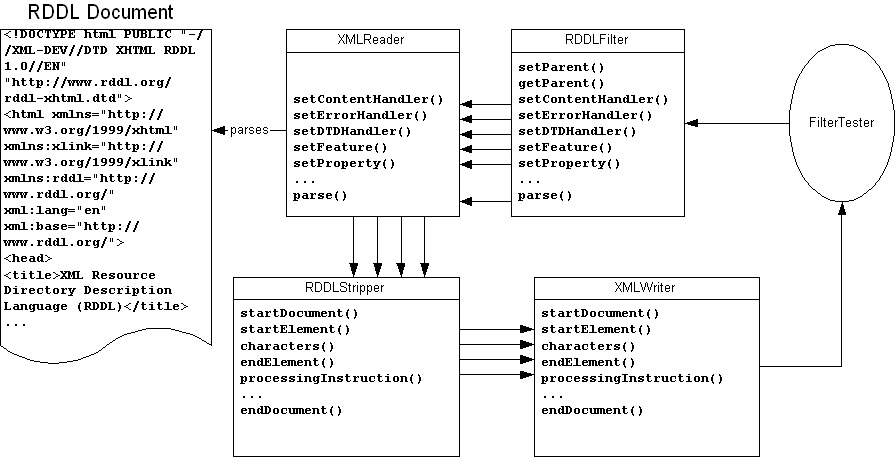 RDDL Document
<!DOCTYPE html PUBLIC "-/
/XML-DEV//DTD XHTML RDDL
1.0//EN"
"http://www.rddl.org/
rddl-xhtml.dtd">
<html xmlns="http://
www.w3.org/1999/xhtml"
xmlns:xlink="http://
www.w3.org/1999/xlink"
xmlns:rddl="http://
www.rddl.org/"
xml:lang="en"
xml:base="http://
www.rddl.org/">
<head>
<title>XML Resource
Directory Description
Language (RDDL)</title>
...
parses
XMLReader
setContentHandler()
setErrorHandler()
setDTDHandler()
setFeature()
setProperty()
...
parse()
RDDLFilter
setParent()
getParent()
setContentHandler()
setErrorHandler()
setDTDHandler()
setFeature()
setProperty()
...
parse()
FilterTester
RDDLStripper
startDocument()
startElement()
characters()
endElement()
processingInstruction()
...
endDocument()
XMLWriter
startDocument()
startElement()
characters()
endElement()
processingInstruction()
...
endDocument()